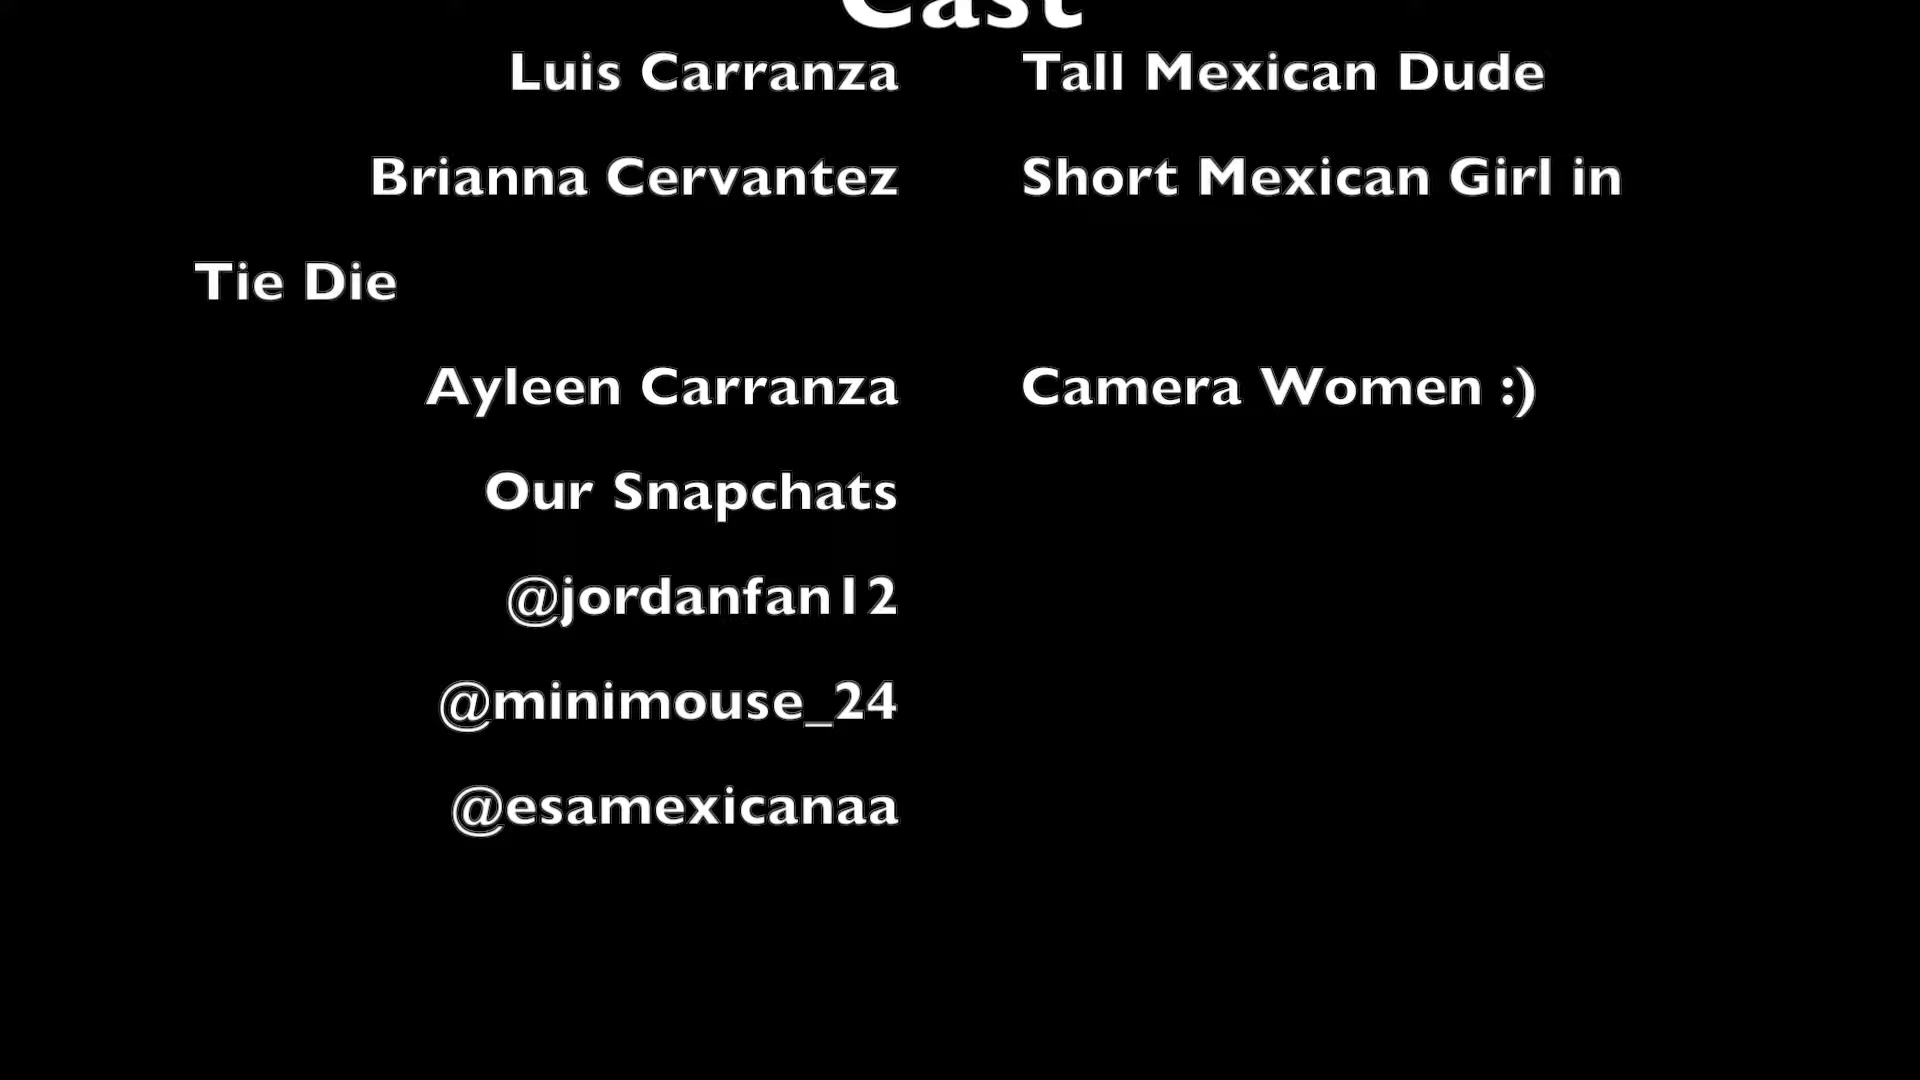 Cast
Luis Carranza Tall Mexican Dude
Brianna Cervantez Short Mexican Girl in
Tie Die
Ayleen Carranza Camera Women :)
Our Snapchats
@jordanfan12
@minimouse_24
@esamexicanaa